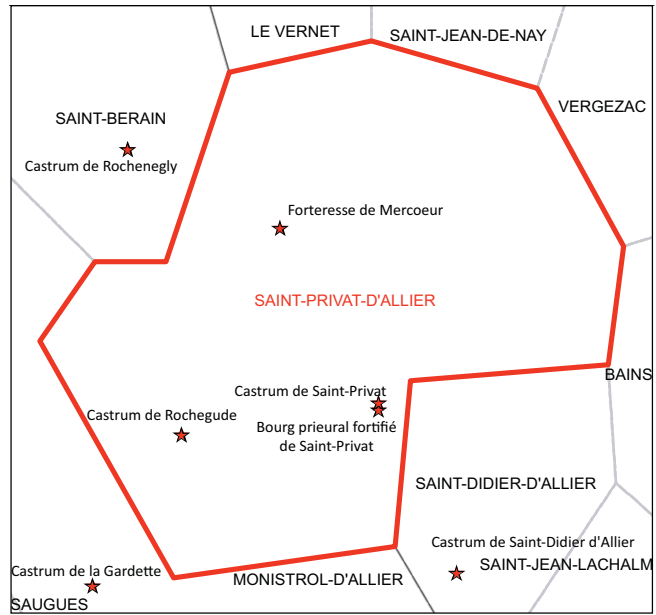 LE VERNET
SAINT-JEAN-DE-NAY
VERGEZAC
SAINT-BERAIN
Castrum de Rochenegly
Forteresse de Mercoeur
SAINT-PRIVAT-D'ALLIER
BAINS
Castrum de Saint-Privat
Castrum de Rochegude
Bourg prieural fortifié
de Saint-Privat
SAINT-DIDIER-D'ALLIER
Castrum de Saint-Didier d'Allier
SAINT-JEAN-LACHALM
Castrum de la Gardette
MONISTROL-D'ALLIER
SAUGUES